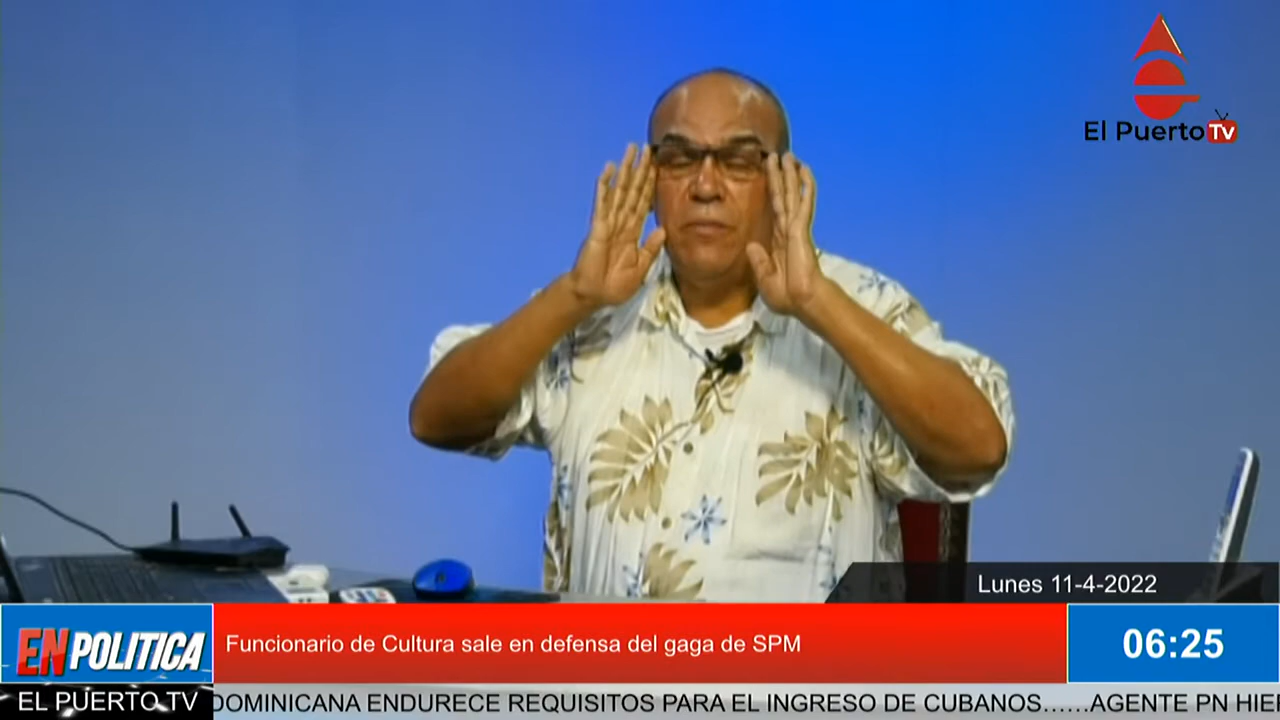 El Puerto Tv
Lunes 11-4-2022
EN POLITICA
Funcionario de Cultura sale en defensa del gaga de SPM
06:25
EL PUERTO TV
DOMINICANA ENDURECE REQUISITOS PARA EL INGRESO DE CUBANOS......AGENTE PN